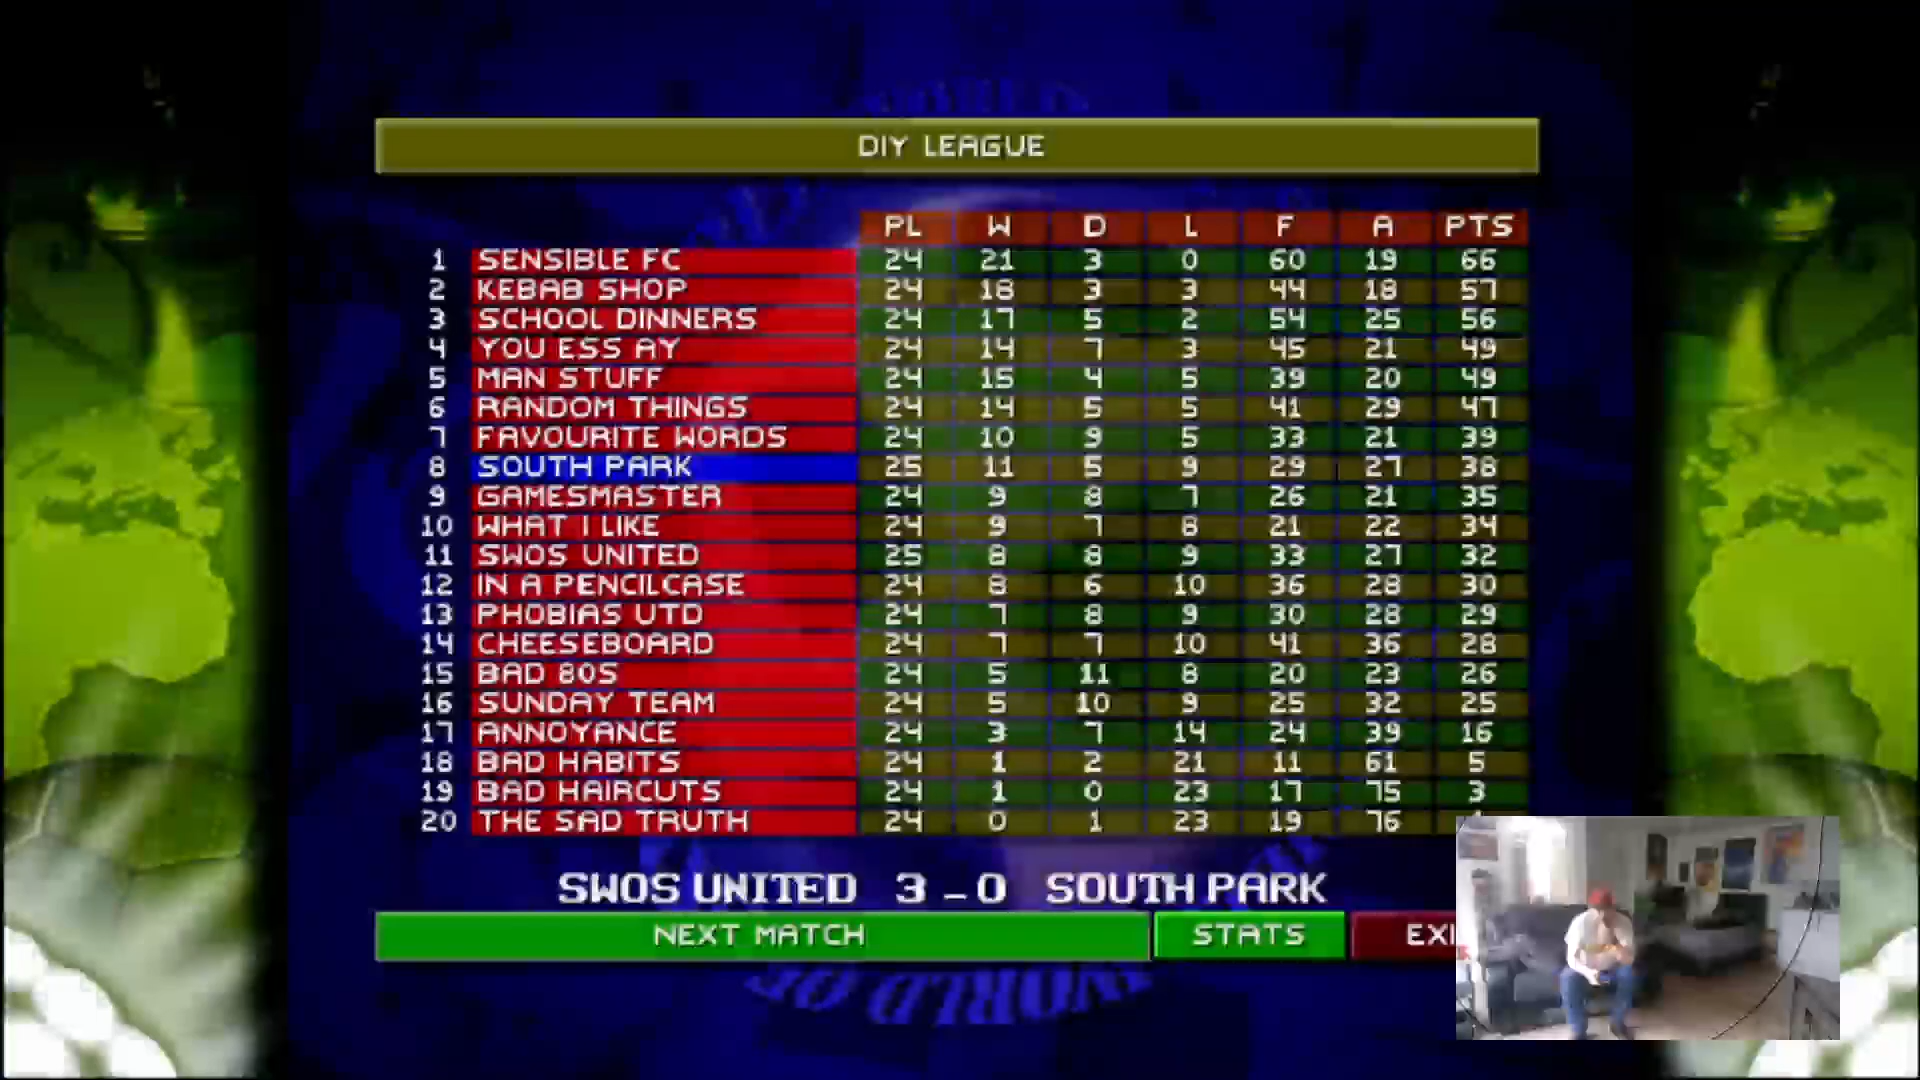 DIY LEAGUE
PL W D L F A PTS
1 SENSIBLE FC 24 21 3 0 60 19 66
2 KEBAB SHOP 24 18 3 3 44 18 57
3 SCHOOL DINNERS 24 17 5 2 54 25 56
4 YOU ESS AY 24 14 7 3 45 21 49
5 MAN STUFF 24 15 4 5 39 20 49
6 RANDOM THINGS 24 14 5 5 41 29 47
7 FAVOURITE WORDS 24 10 9 5 33 21 39
8 SOUTH PARK 25 11 5 9 29 27 38
9 GAMESMASTER 24 9 8 7 26 21 35
10 WHAT I LIKE 24 9 7 8 21 22 34
11 SWOS UNITED 25 8 8 9 33 27 32
12 IN A PENCILCASE 24 8 6 10 36 28 30
13 PHOBIAS UTD 24 7 8 9 30 28 29
14 CHEESEBOARD 24 7 7 10 41 36 28
15 BAD 80S 24 5 11 8 20 23 26
16 SUNDAY TEAM 24 5 10 9 25 32 25
17 ANNOYANCE 24 3 7 14 24 39 16
18 BAD HABITS 24 1 2 21 11 61 5
19 BAD HAIRCUTS 24 1 0 23 17 75 3
20 THE SAD TRUTH 24 0 1 23 19 76
SWOS UNITED 3 - 0 SOUTH PARK
NEXT MATCH STATS EXI
WORLD OF